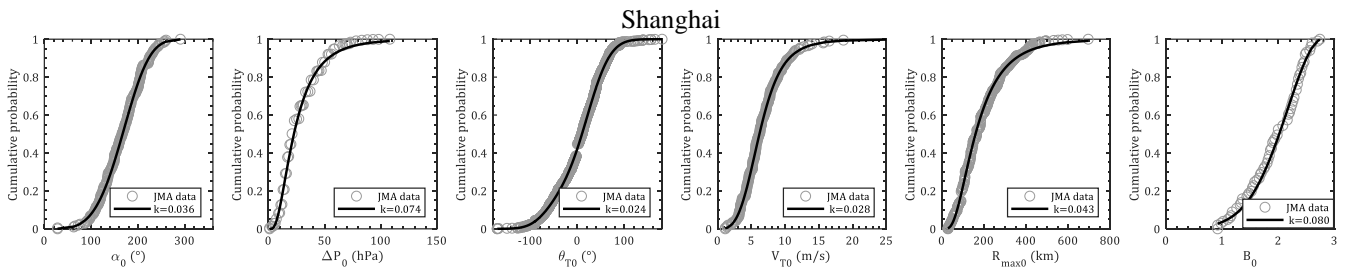 Shanghai
Cumulative probability
1
0.8
0.6
0.4
0.2
0
0 100 200 300
α0 (°)
JMA data
k=0.036
Cumulative probability
1
0.8
0.6
0.4
0.2
0
0 50 100 150
ΔP0 (hPa)
JMA data
k=0.074
Cumulative probability
1
0.8
0.6
0.4
0.2
0
-100 0 100
θT0 (°)
JMA data
k=0.024
Cumulative probability
1
0.8
0.6
0.4
0.2
0
0 5 10 15 20 25
VT0 (m/s)
JMA data
k=0.028
Cumulative probability
1
0.8
0.6
0.4
0.2
0
0 200 400 600 800
Rmax0 (km)
JMA data
k=0.043
Cumulative probability
1
0.8
0.6
0.4
0.2
0
0 1 2 3
B0
JMA data
k=0.080